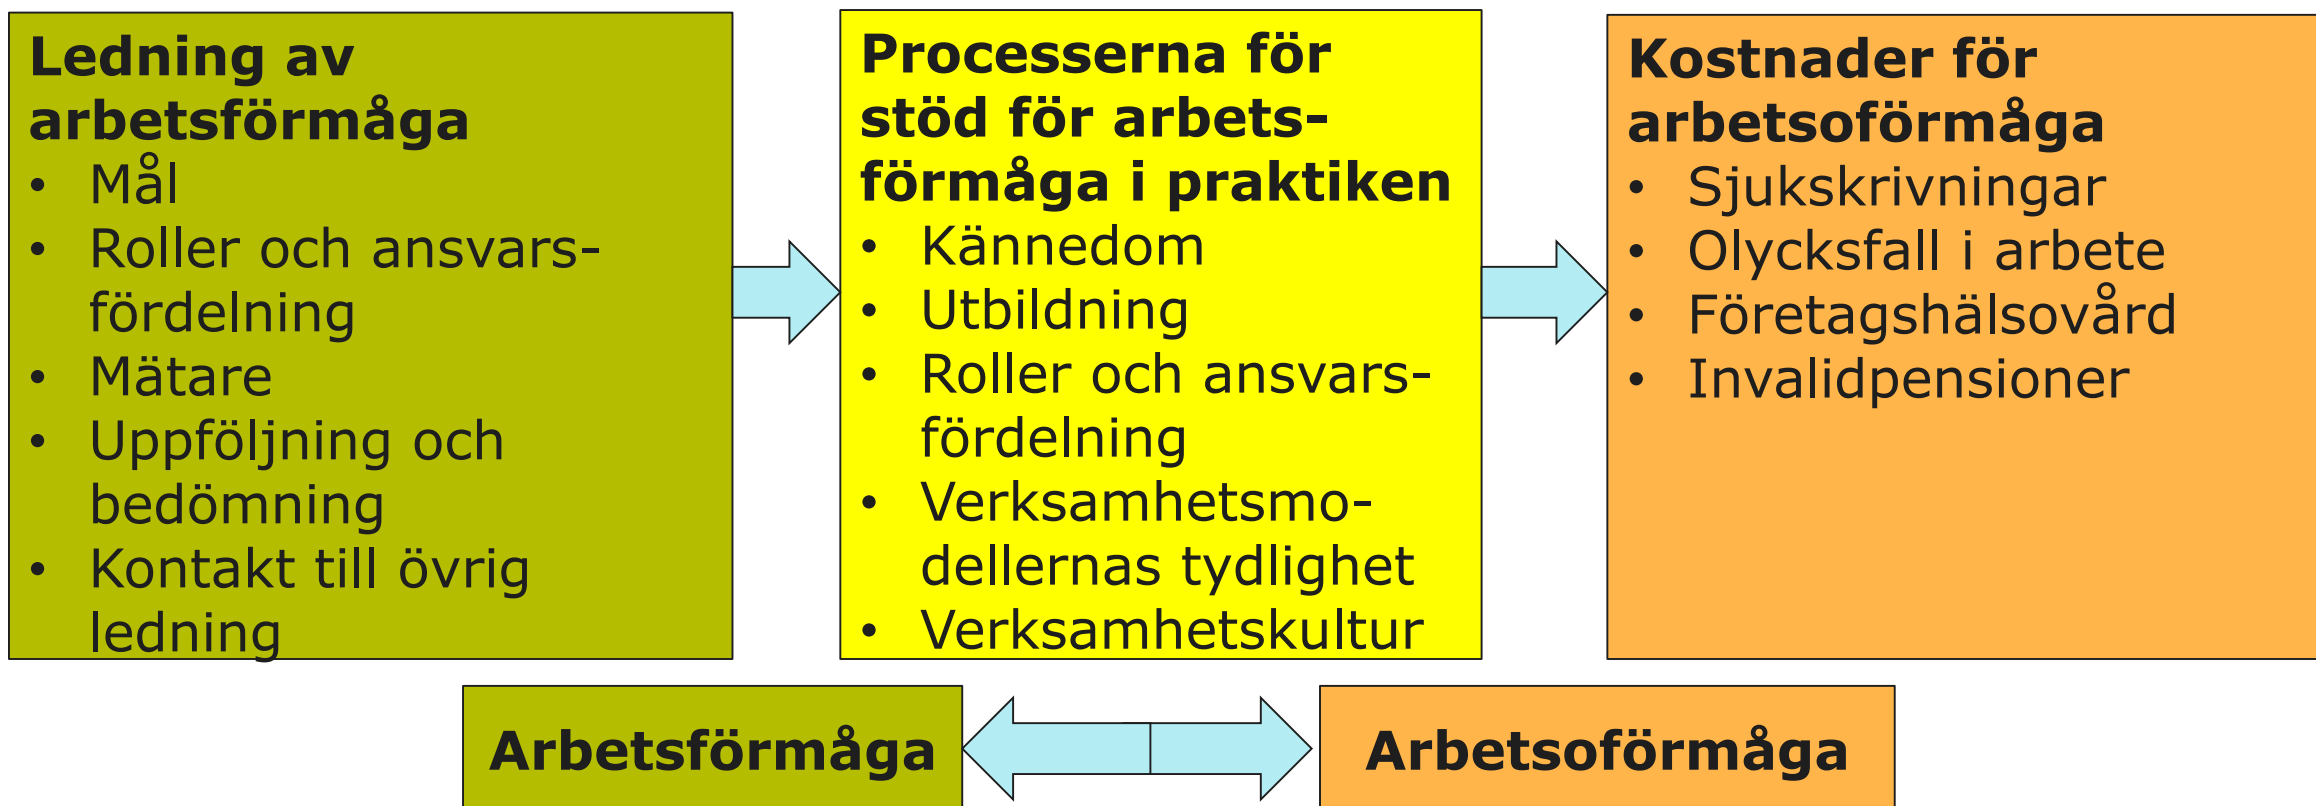 Ledning av
arbetsförmåga
• Mål
• Roller och ansvars-
fördelning
• Mätare
• Uppföljning och
bedömning
• Kontakt till övrig
ledning
Processerna för
stöd för arbets-
förmåga i praktiken
• Kännedom
• Utbildning
• Roller och ansvars-
fördelning
• Verksamhetsmo-
dellernas tydlighet
• Verksamhetskultur
Kostnader för
arbetsoförmåga
• Sjukskrivningar
• Olycksfall i arbete
• Företagshälsovård
• Invalidpensioner
Arbetsförmåga
Arbetsoförmåga